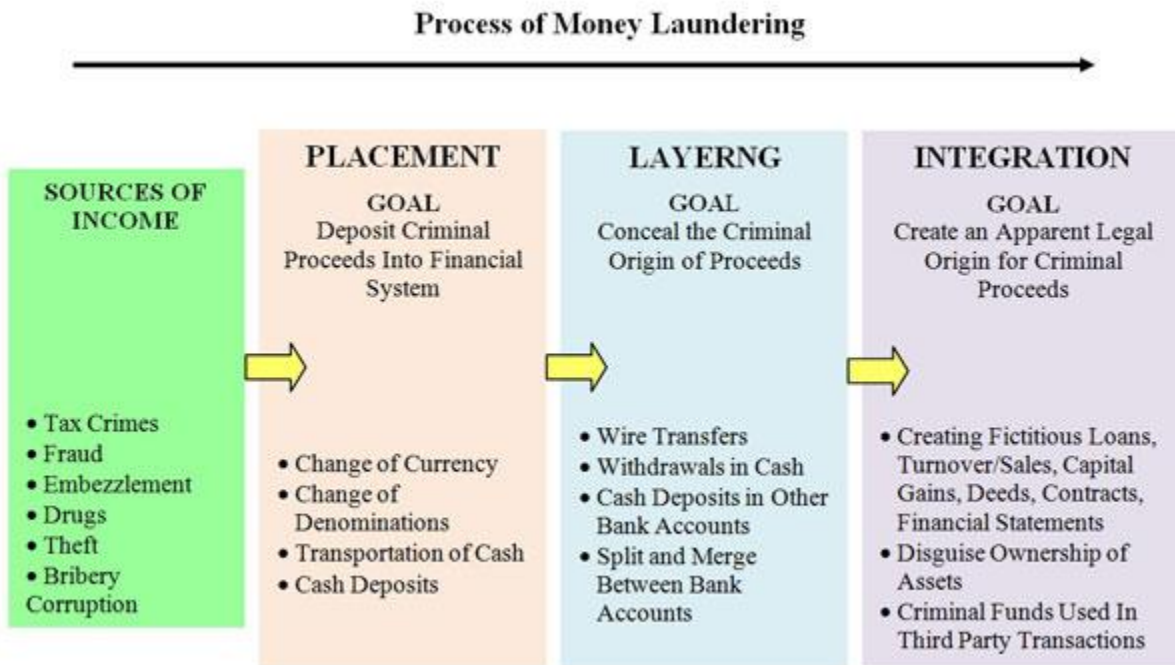 Process of Money Laundering
SOURCES OF
INCOME
• Tax Crimes
• Fraud
• Embezzlement
• Drugs
• Theft
• Bribery
Corruption
PLACEMENT
GOAL
Deposit Criminal
Proceeds Into Financial
System
• Change of Currency
• Change of
Denominations
• Transportation of Cash
• Cash Deposits
LAYERNG
GOAL
Conceal the Criminal
Origin of Proceeds
• Wire Transfers
• Withdrawals in Cash
• Cash Deposits in Other
Bank Accounts
• Split and Merge
Between Bank
Accounts
INTEGRATION
GOAL
Create an Apparent Legal
Origin for Criminal
Proceeds
• Creating Fictitious Loans,
Turnover/Sales, Capital
Gains, Deeds, Contracts,
Financial Statements
• Disguise Ownership of
Assets
• Criminal Funds Used In
Third Party Transactions